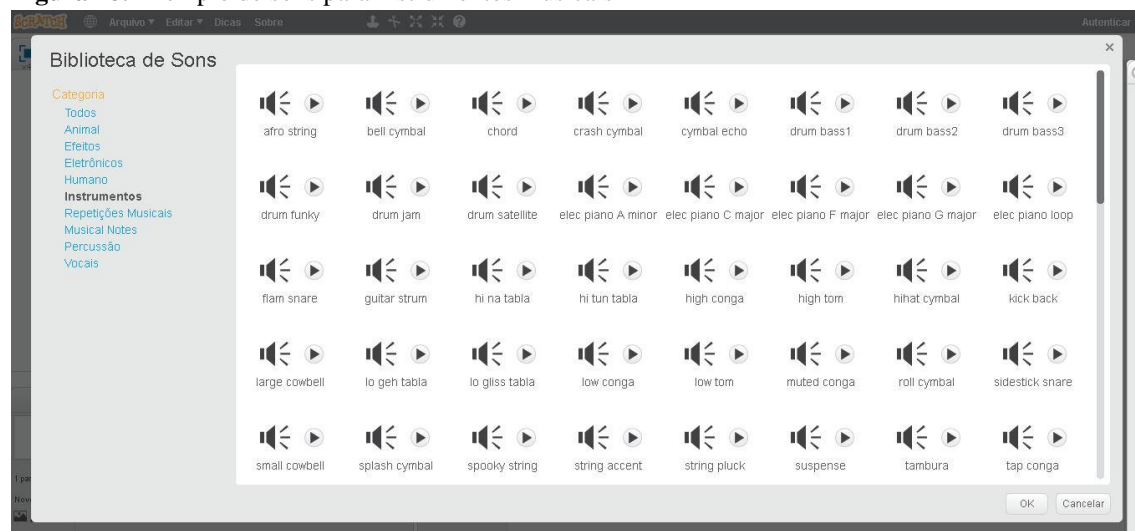 SCRATCH Arquivo Editar Dicas Sobre Autenticar
Biblioteca de Sons
Categoria
Todos
Animal
Efeitos
Eletrônicos
Humano
Instrumentos
Repetições Musicais
Musical Notes
Percussão
Vocais
afro string bell cymbal chord crash cymbal cymbal echo drum bass1 drum bass2 drum bass3
drum funky drum jam drum satellite elec piano A minor elec piano C major elec piano F major elec piano G major elec piano loop
flam snare guitar strum hi na tabla hi tun tabla high conga high tom hihat cymbal kick back
large cowbell lo geh tabla lo gliss tabla low conga low tom muted conga roll cymbal sidestick snare
small cowbell splash cymbal spooky string string accent string pluck suspense tambura tap conga
OK Cancelar